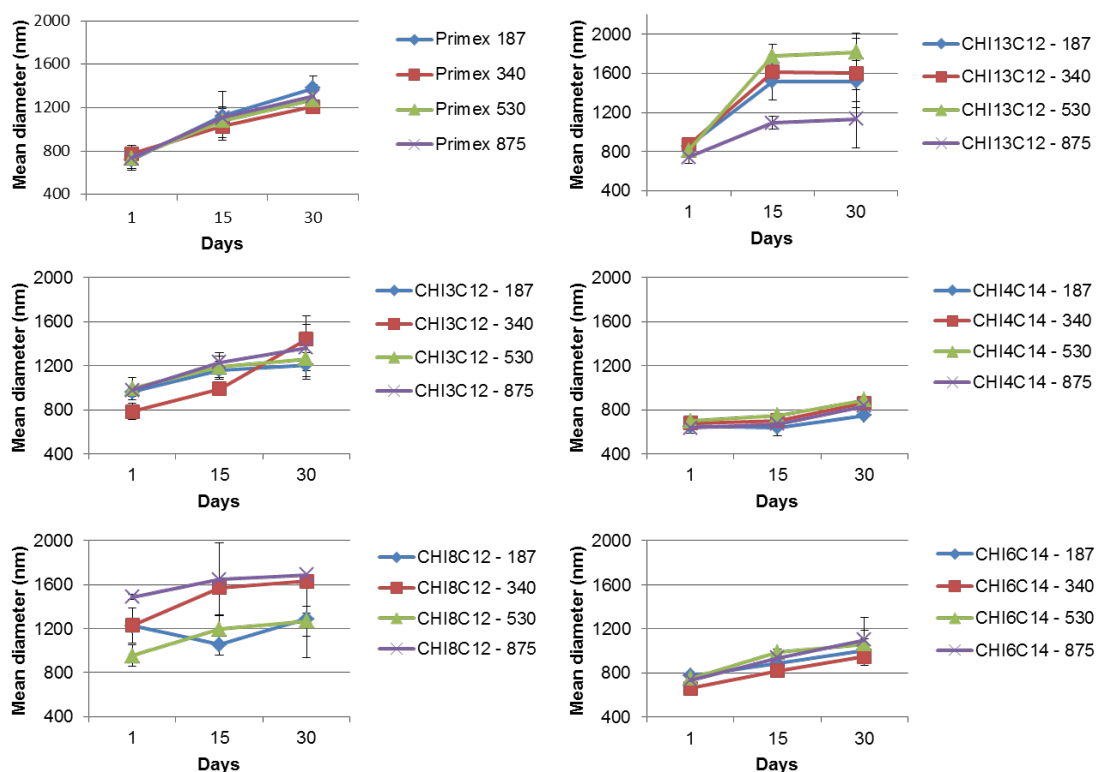 Mean diameter (nm)
2000
1600
1200
800
400
1
15
30
Days
Primex 187
Primex 340
Primex 530
Primex 875
Mean diameter (nm)
2000
1600
1200
800
400
1
15
30
Days
CHI13C12 - 187
CHI13C12 - 340
CHI13C12 - 530
CHI13C12 - 875
Mean diameter (nm)
2000
1600
1200
800
400
1
15
30
Days
CHI3C12 - 187
CHI3C12 - 340
CHI3C12 - 530
CHI3C12 - 875
Mean diameter (nm)
2000
1600
1200
800
400
1
15
30
Days
CHI4C14 - 187
CHI4C14 - 340
CHI4C14 - 530
CHI4C14 - 875
Mean diameter (nm)
2000
1600
1200
800
400
1
15
30
Days
CHI8C12 - 187
CHI8C12 - 340
CHI8C12 - 530
CHI8C12 - 875
Mean diameter (nm)
2000
1600
1200
800
400
1
15
30
Days
CHI6C14 - 187
CHI6C14 - 340
CHI6C14 - 530
CHI6C14 - 875